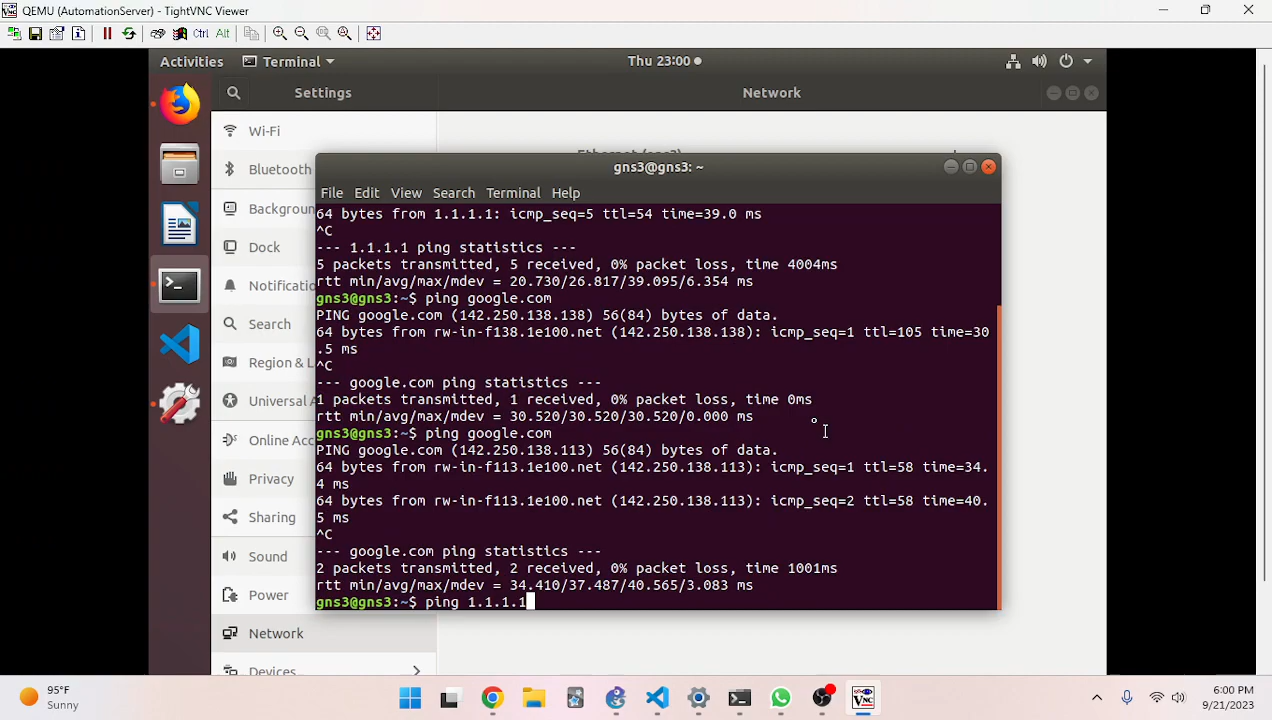 QEMU (AutomationServer) - TightVNC Viewer
Ctrl Alt
Activities Terminal Thu 23:00
Settings Network
Wi-Fi
Bluetooth
Dock
Search
Region & L
Universal A
Online Acc
Privacy
Sharing
Sound
Power
Network
Devices
gns3@gns3: ~
File Edit View Search Terminal Help
64 bytes from 1.1.1.1: icmp_seq=5 ttl=54 time=39.0 ms
^C
--- 1.1.1.1 ping statistics ---
5 packets transmitted, 5 received, 0% packet loss, time 4004ms
rtt min/avg/max/mdev = 20.730/26.817/39.095/6.354 ms
gns3@gns3:~$ ping google.com
PING google.com (142.250.138.138) 56(84) bytes of data.
64 bytes from rw-in-f138.1e100.net (142.250.138.138): icmp_seq=1 ttl=105 time=30
.5 ms
^C
--- google.com ping statistics ---
1 packets transmitted, 1 received, 0% packet loss, time 0ms
rtt min/avg/max/mdev = 30.520/30.520/30.520/0.000 ms
gns3@gns3:~$ ping google.com
PING google.com (142.250.138.113) 56(84) bytes of data.
64 bytes from rw-in-f113.1e100.net (142.250.138.113): icmp_seq=1 ttl=58 time=34.
4 ms
64 bytes from rw-in-f113.1e100.net (142.250.138.113): icmp_seq=2 ttl=58 time=40.
5 ms
^C
--- google.com ping statistics ---
2 packets transmitted, 2 received, 0% packet loss, time 1001ms
rtt min/avg/max/mdev = 34.410/37.487/40.565/3.083 ms
gns3@gns3:~$ ping 1.1.1.1
95°F
Sunny
6:00 PM
9/21/2023